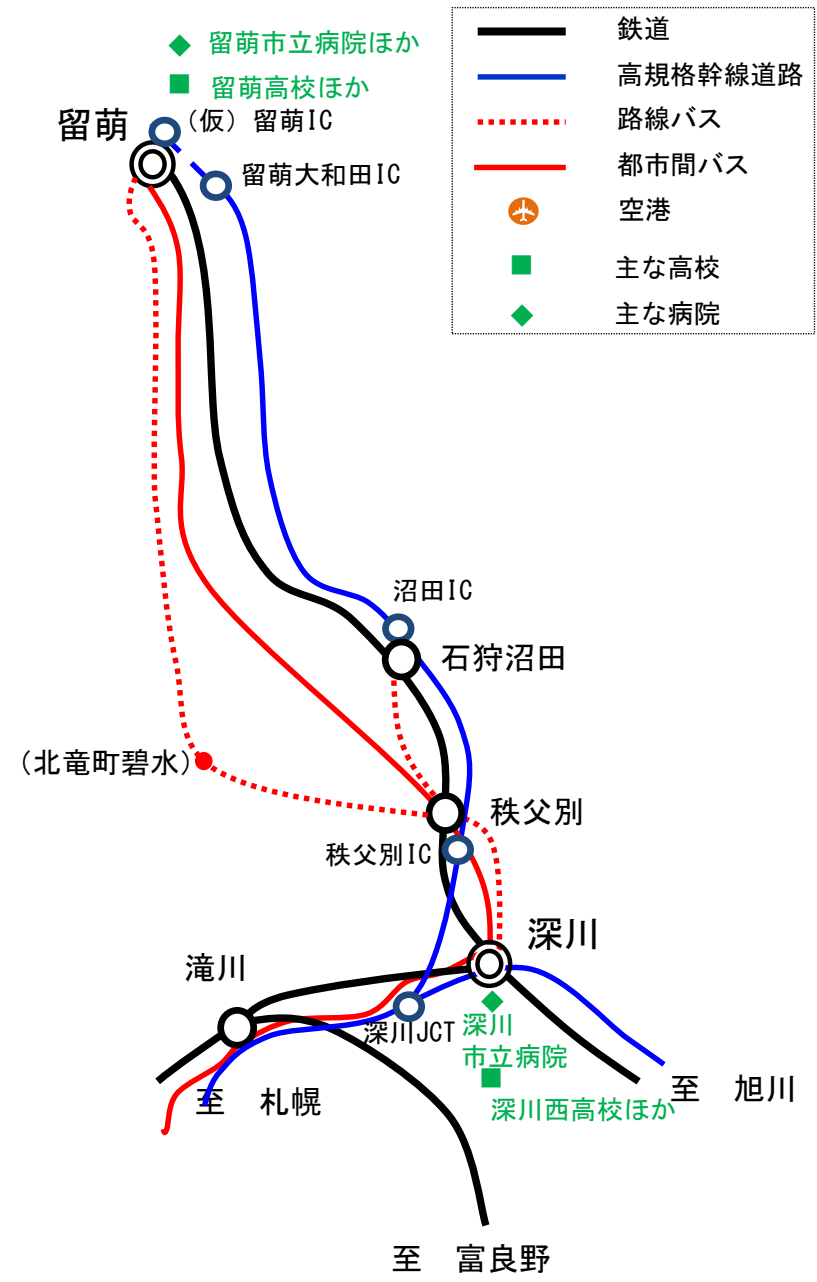 留萌市立病院ほか
留萌高校ほか
留萌
（仮）留萌IC
留萌大和田IC
鉄道
高規格幹線道路
路線バス
都市間バス
空港
主な高校
主な病院
沼田IC
石狩沼田
（北竜町碧水）
秩父別
秩父別IC
深川
滝川
深川JCT
深川
市立病院
深川西高校ほか
至　旭川
至　札幌
至　富良野